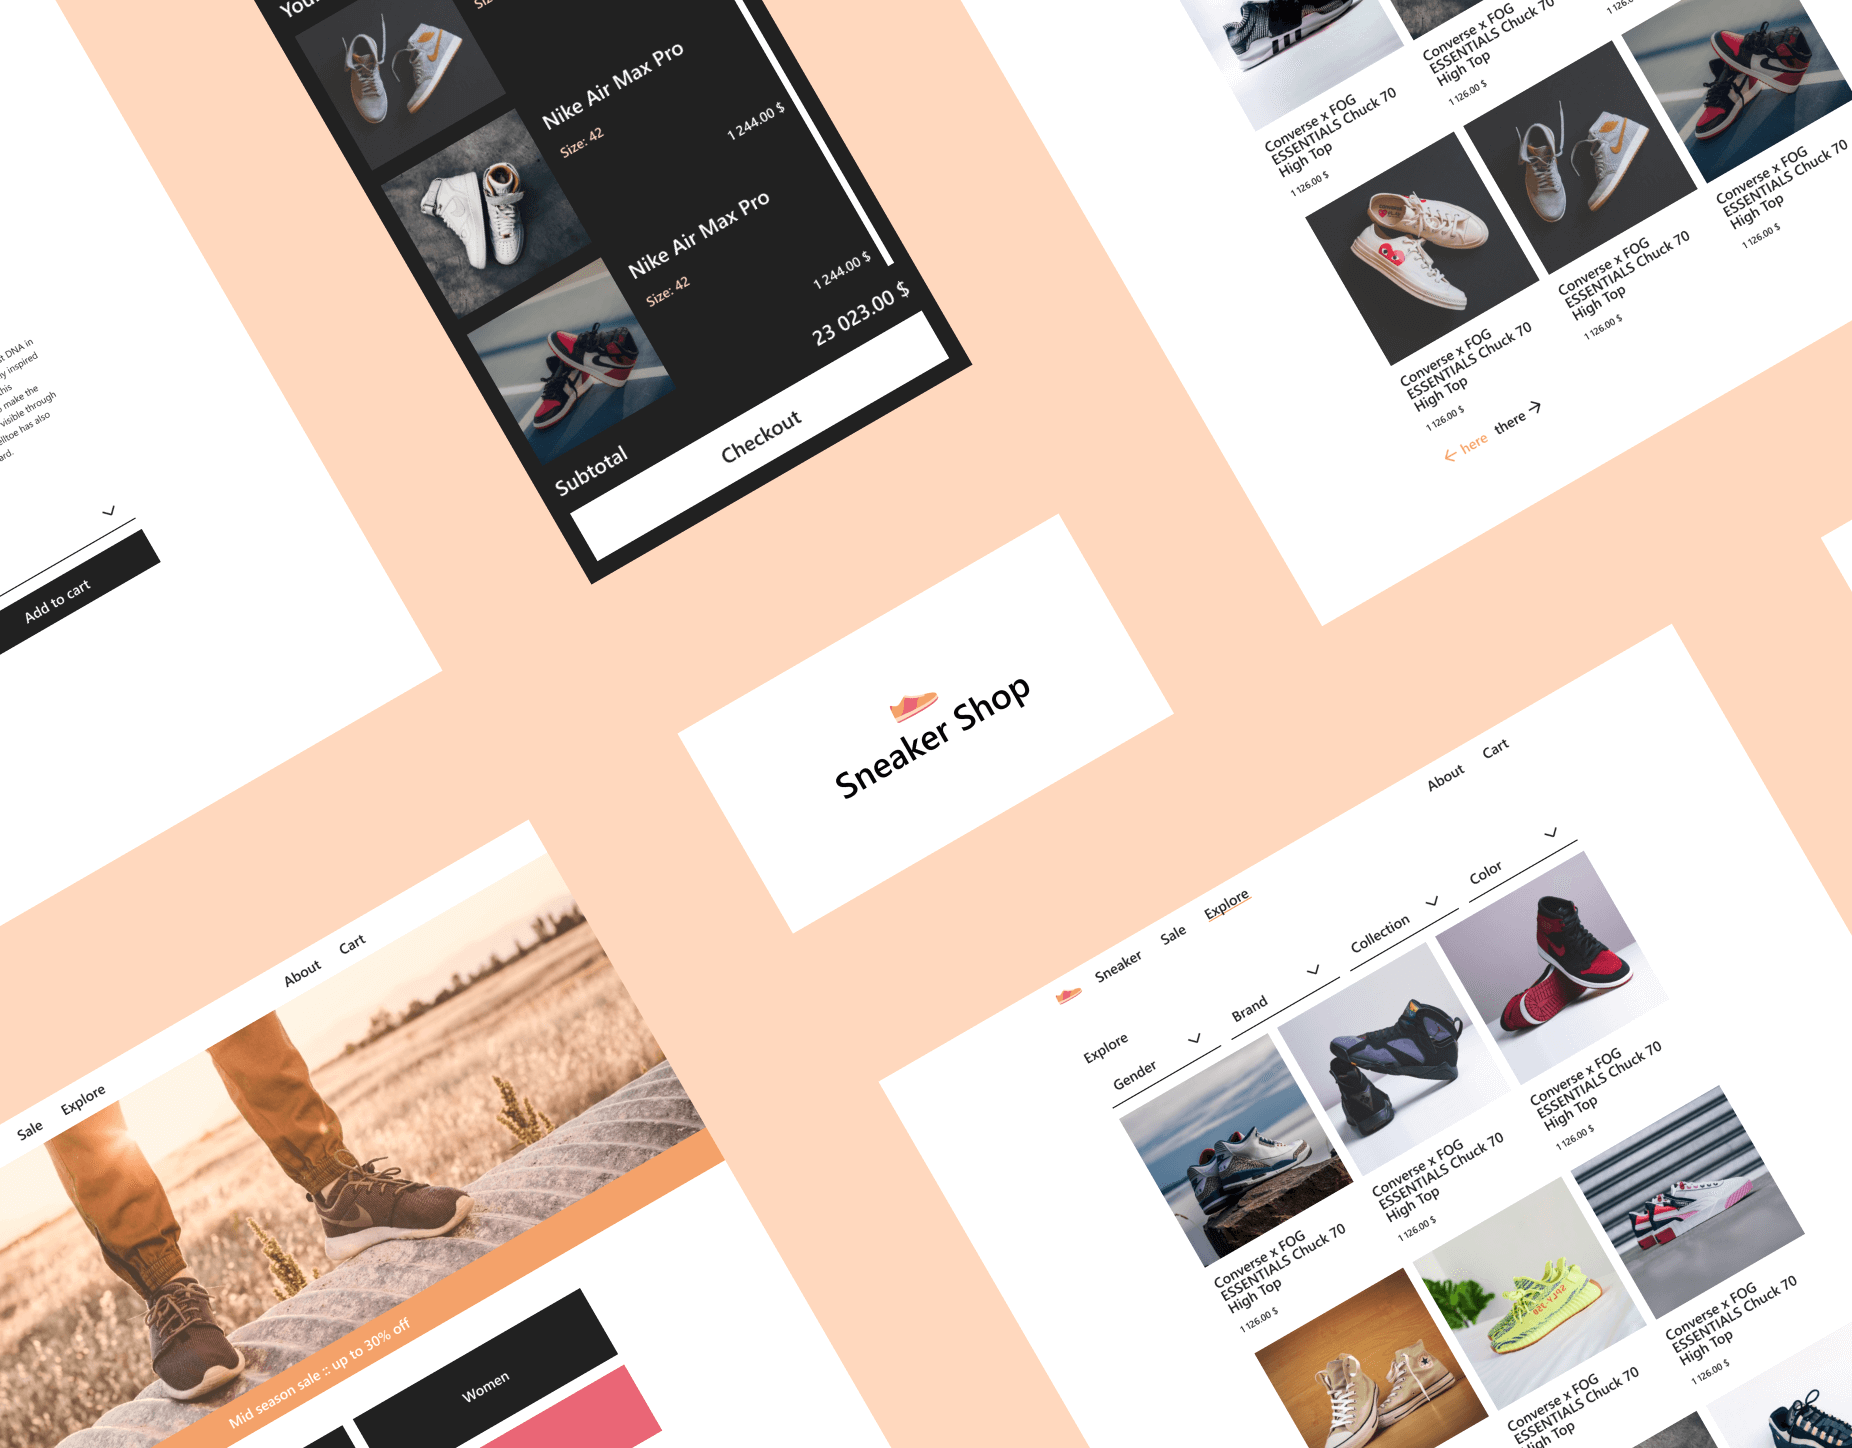 st DNA in
ly inspired
this
make the
visible through
elltoe has also
ard.
Add to cart
You
Nike Air Max Pro
Size: 42
1 244.00 $
Nike Air Max Pro
Size: 42
1 244.00 $
Subtotal
23 023.00 $
Checkout
Converse x FOG
ESSENTIALS Chuck 70
High Top
1 126.00 $
Converse x FOG
ESSENTIALS Chuck 70
High Top
1 126.00 $
1 126.00
Converse x FOG
ESSENTIALS Chuck 70
High Top
1 126.00 $
Converse x FOG
ESSENTIALS Chuck 70
High Top
1 126.00 $
Converse x FOG
ESSENTIALS Chuck 70
High Top
1 126.00 $
here there
Sneaker Shop
Sale Explore About Cart
Mid season sale :: up to 30% off
Women
Sneaker Sale Explore About Cart
Explore
Gender Brand Collection Color
Converse x FOG
ESSENTIALS Chuck 70
High Top
1 126.00 $
Converse x FOG
ESSENTIALS Chuck 70
High Top
1 126.00 $
Converse x FOG
ESSENTIALS Chuck 70
High Top
1 126.00 $
Converse x FOG
ESSENTIALS Chuck 70
High Top
Converse x FOG
ESSENTIALS Chuck 70
High Top
1 126.00 $